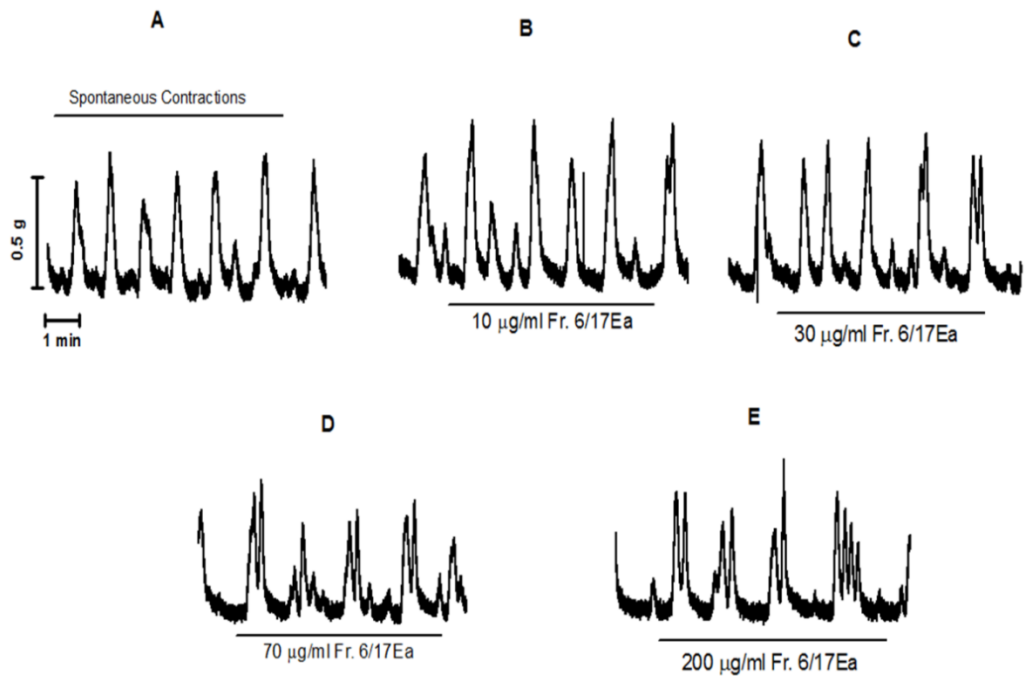 A
B
C
Spontaneous Contractions
0.5 g
1 min
10 µg/ml Fr. 6/17Ea
30 µg/ml Fr. 6/17Ea
D
E
70 µg/ml Fr. 6/17Ea
200 µg/ml Fr. 6/17Ea